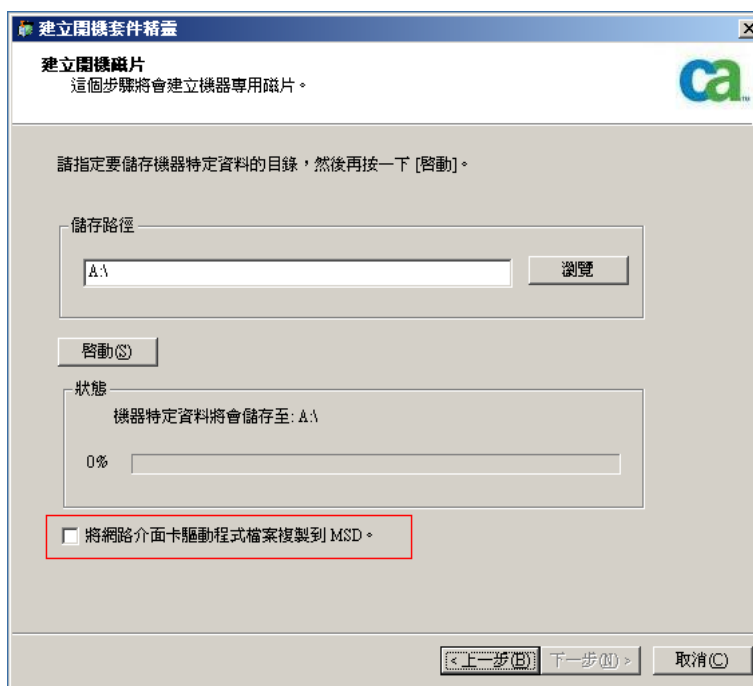 建立開機套件精靈
建立開機磁片
這個步驟將會建立機器專用磁片。
ca
請指定要儲存機器特定資料的目錄，然後再按一下 [啟動]。
儲存路徑
A:\
瀏覽
啟動(S)
狀態
機器特定資料將會儲存至: A:\
0%
將網路介面卡驅動程式檔案複製到 MSD。
< 上一步(B)
下一步(N) >
取消(C)